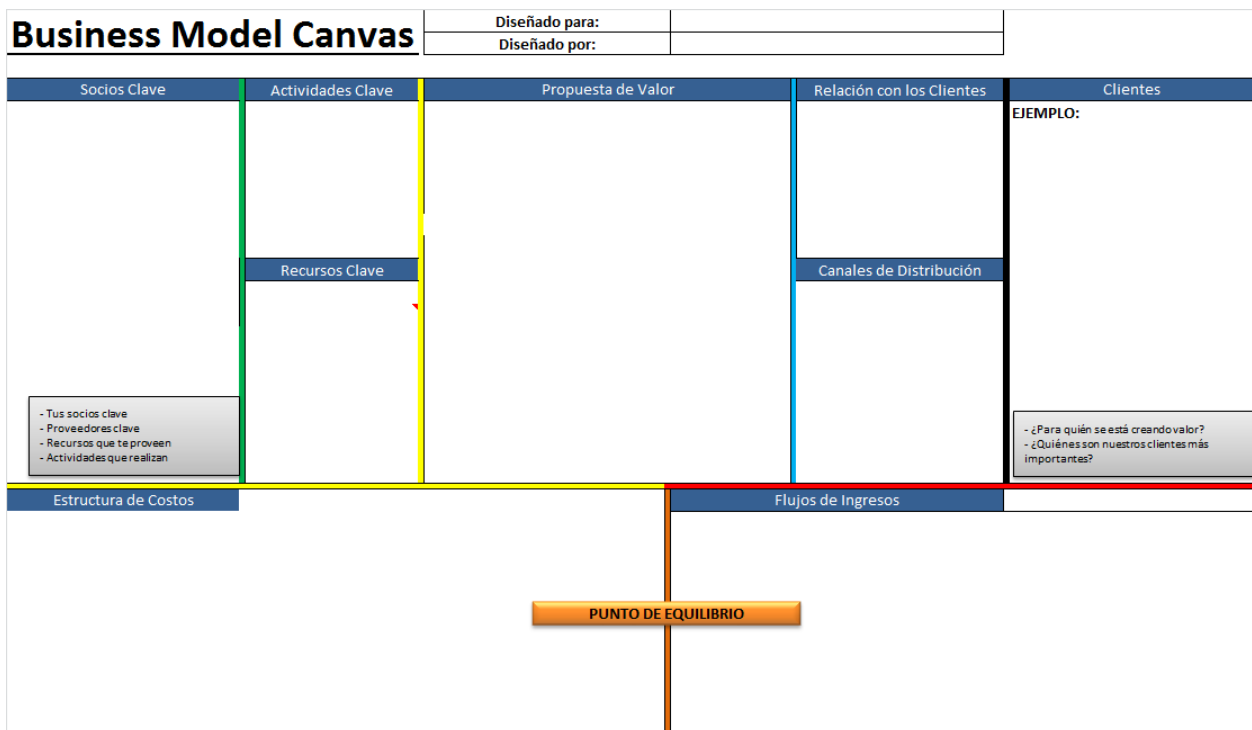 Business Model Canvas
Diseñado para:
Diseñado por:
Socios Clave
Actividades Clave
Propuesta de Valor
Relación con los Clientes
Clientes
EJEMPLO:
Recursos Clave
Canales de Distribución
- Tus socios clave
- Proveedores clave
- Recursos que te proveen
- Actividades que realizan
- ¿Para quién se está creando valor?
- ¿Quiénes son nuestros clientes más
importantes?
Estructura de Costos
Flujos de Ingresos
PUNTO DE EQUILIBRIO